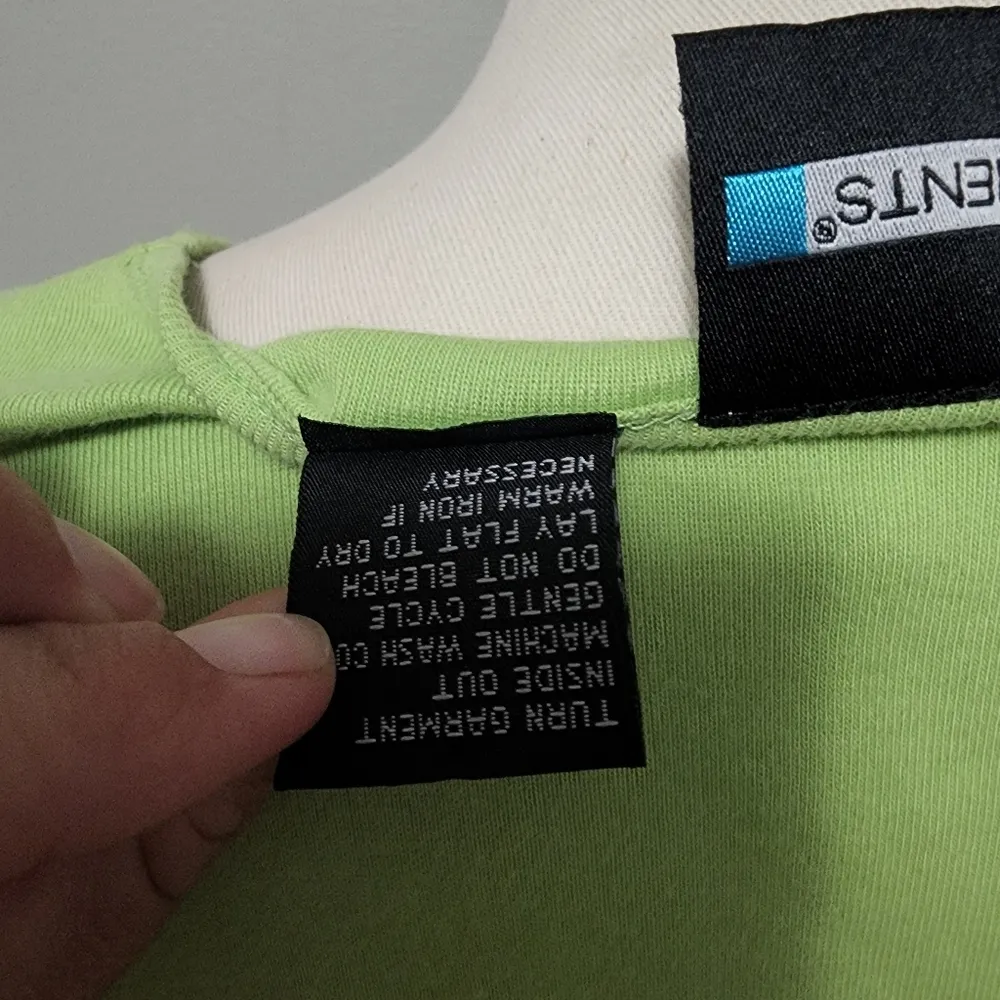 TURN GARMENT
INSIDE OUT
MACHINE WASH CO
GENTLE CYCLE
DO NOT BLEACH
LAY FLAT TO DRY
WARM IRON IF
NECESSARY
ENTS®